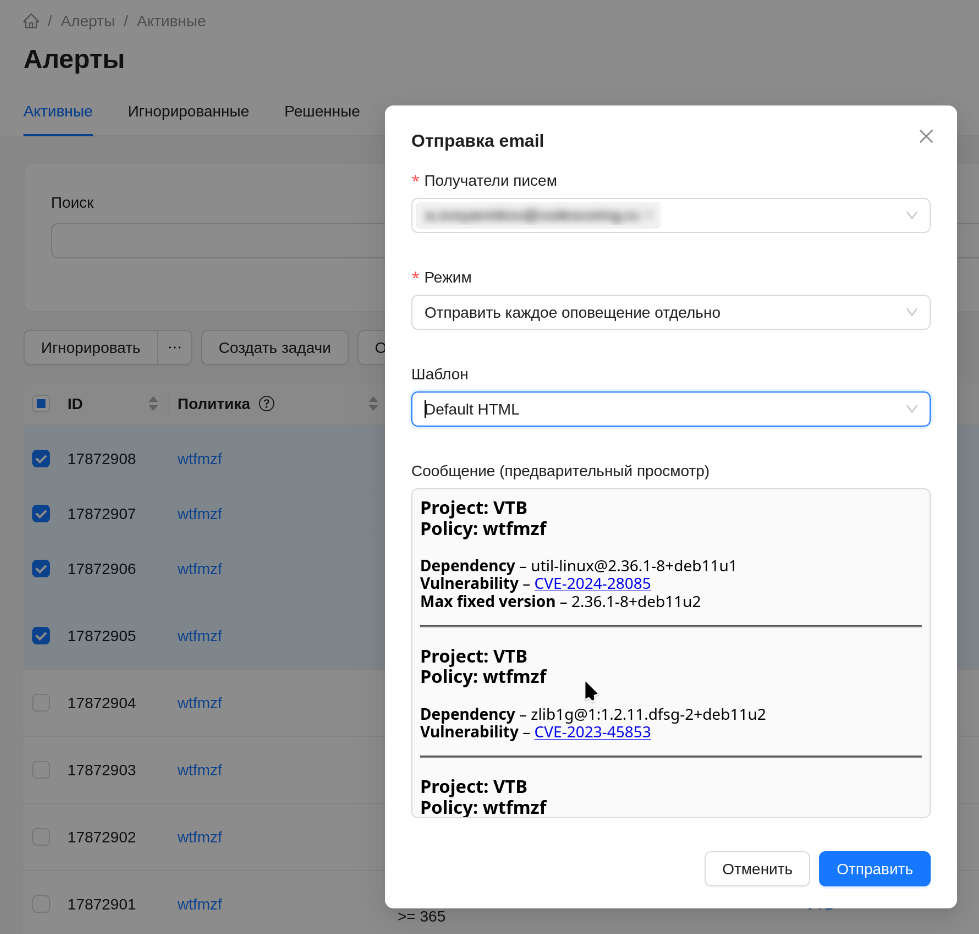 / Алерты / Активные
Алерты
Активные Игнорированные Решенные
Поиск
Игнорировать ... Создать задачи
ID Политика ?
17872908 wtfmzf
17872907 wtfmzf
17872906 wtfmzf
17872905 wtfmzf
17872904 wtfmzf
17872903 wtfmzf
17872902 wtfmzf
17872901 wtfmzf
>= 365
Отправка email
* Получатели писем
* Режим
Отправить каждое оповещение отдельно
Шаблон
Default HTML
Сообщение (предварительный просмотр)
Project: VTB
Policy: wtfmzf
Dependency – util-linux@2.36.1-8+deb11u1
Vulnerability – CVE-2024-28085
Max fixed version – 2.36.1-8+deb11u2
Project: VTB
Policy: wtfmzf
Dependency – zlib1g@1:1.2.11.dfsg-2+deb11u2
Vulnerability – CVE-2023-45853
Project: VTB
Policy: wtfmzf
Отменить Отправить